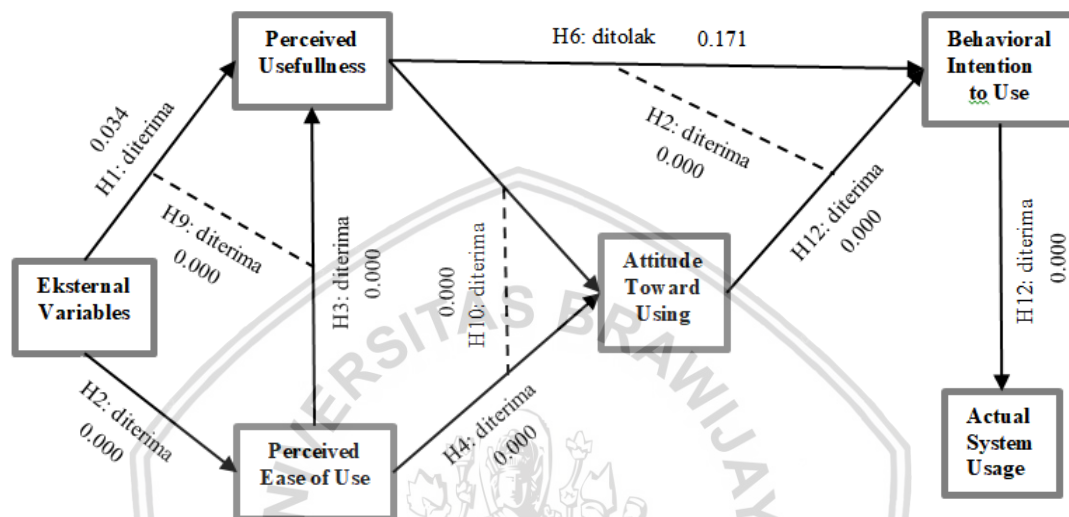 Perceived
Usefullness
H6: ditolak 0.171
Behavioral
Intention
to Use
0.034
H1: diterima
H2: diterima
0.000
H9: diterima
0.000
H3: diterima
0.000
0.000
H10: diterima
H12: diterima
0.000
H12: diterima
0.000
Eksternal
Variables
Attitude
Toward
Using
H2: diterima
0.000
H4: diterima
0.000
Perceived
Ease of Use
Actual
System
Usage
UNIVERSITAS BRAWIJAY